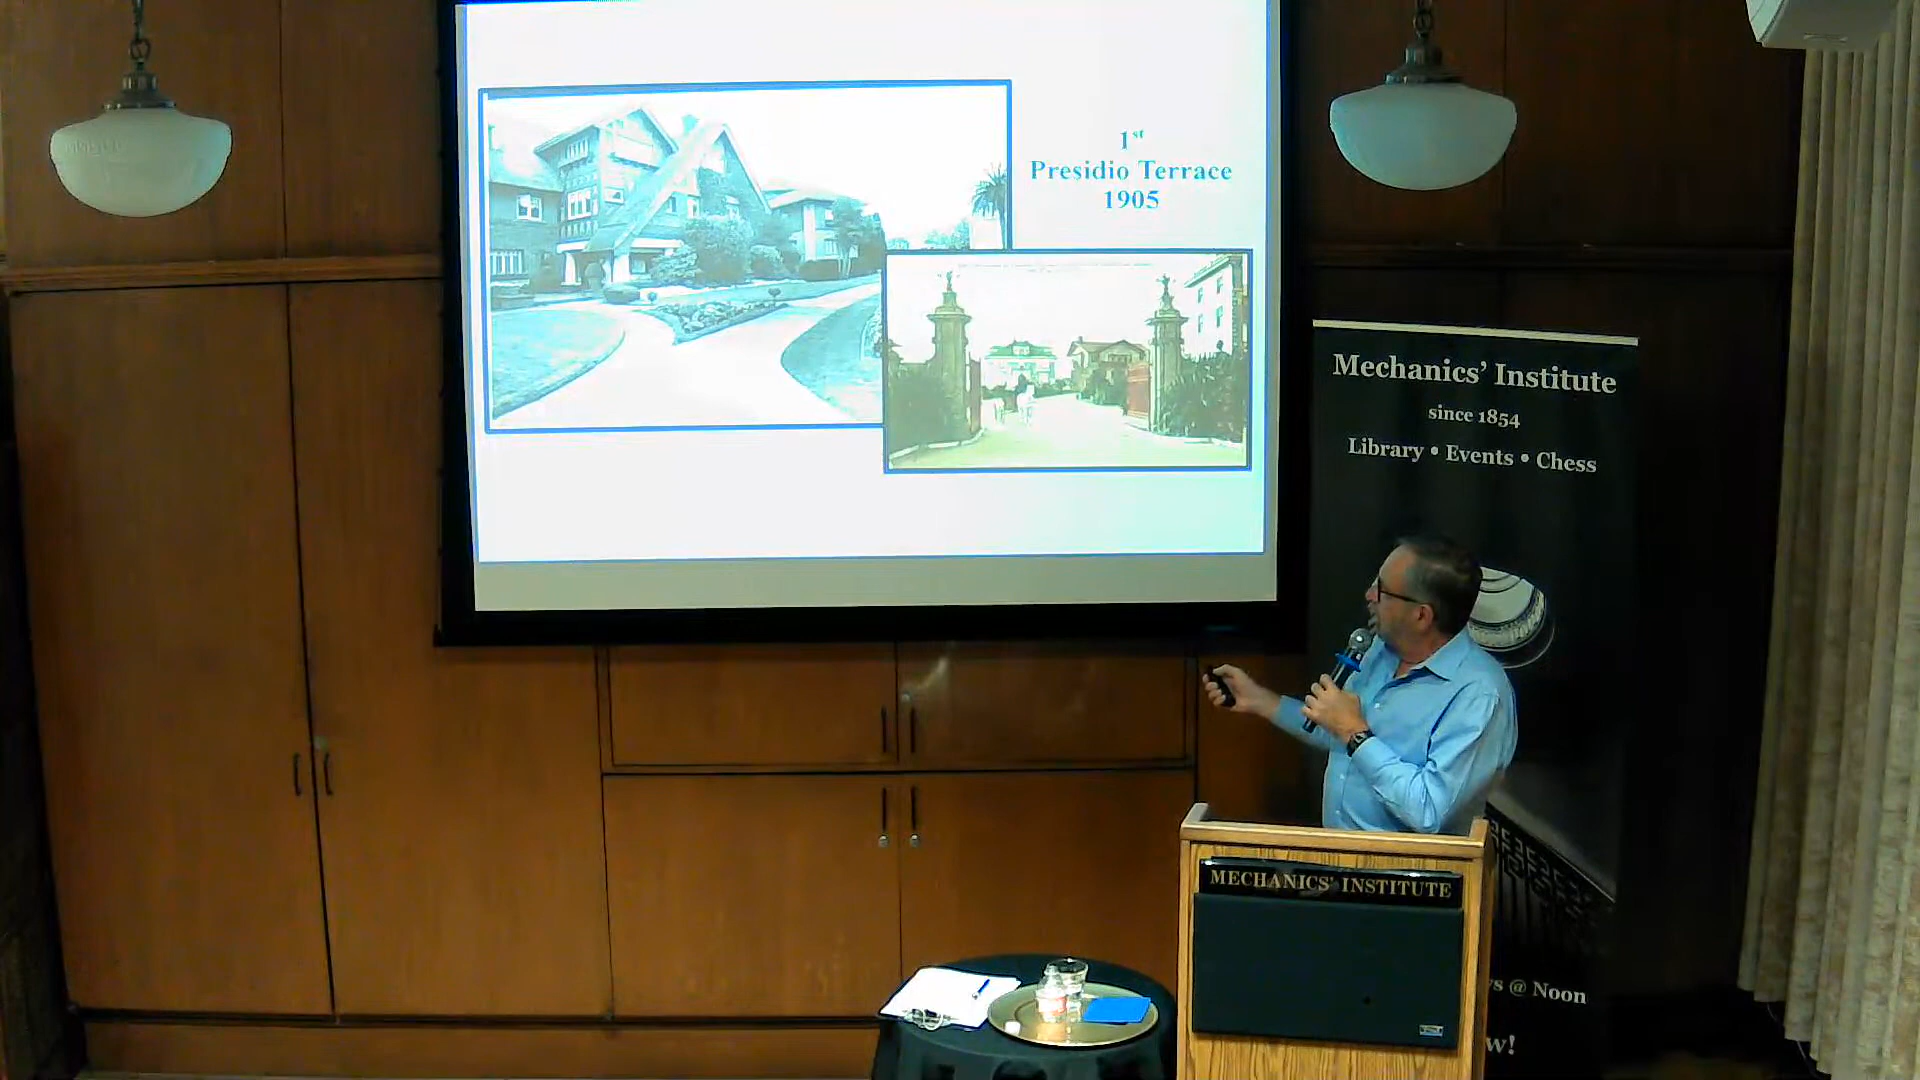 1st
Presidio Terrace
1905
Mechanics' Institute
since 1854
Library • Events • Chess
MECHANICS' INSTITUTE
@ Noon